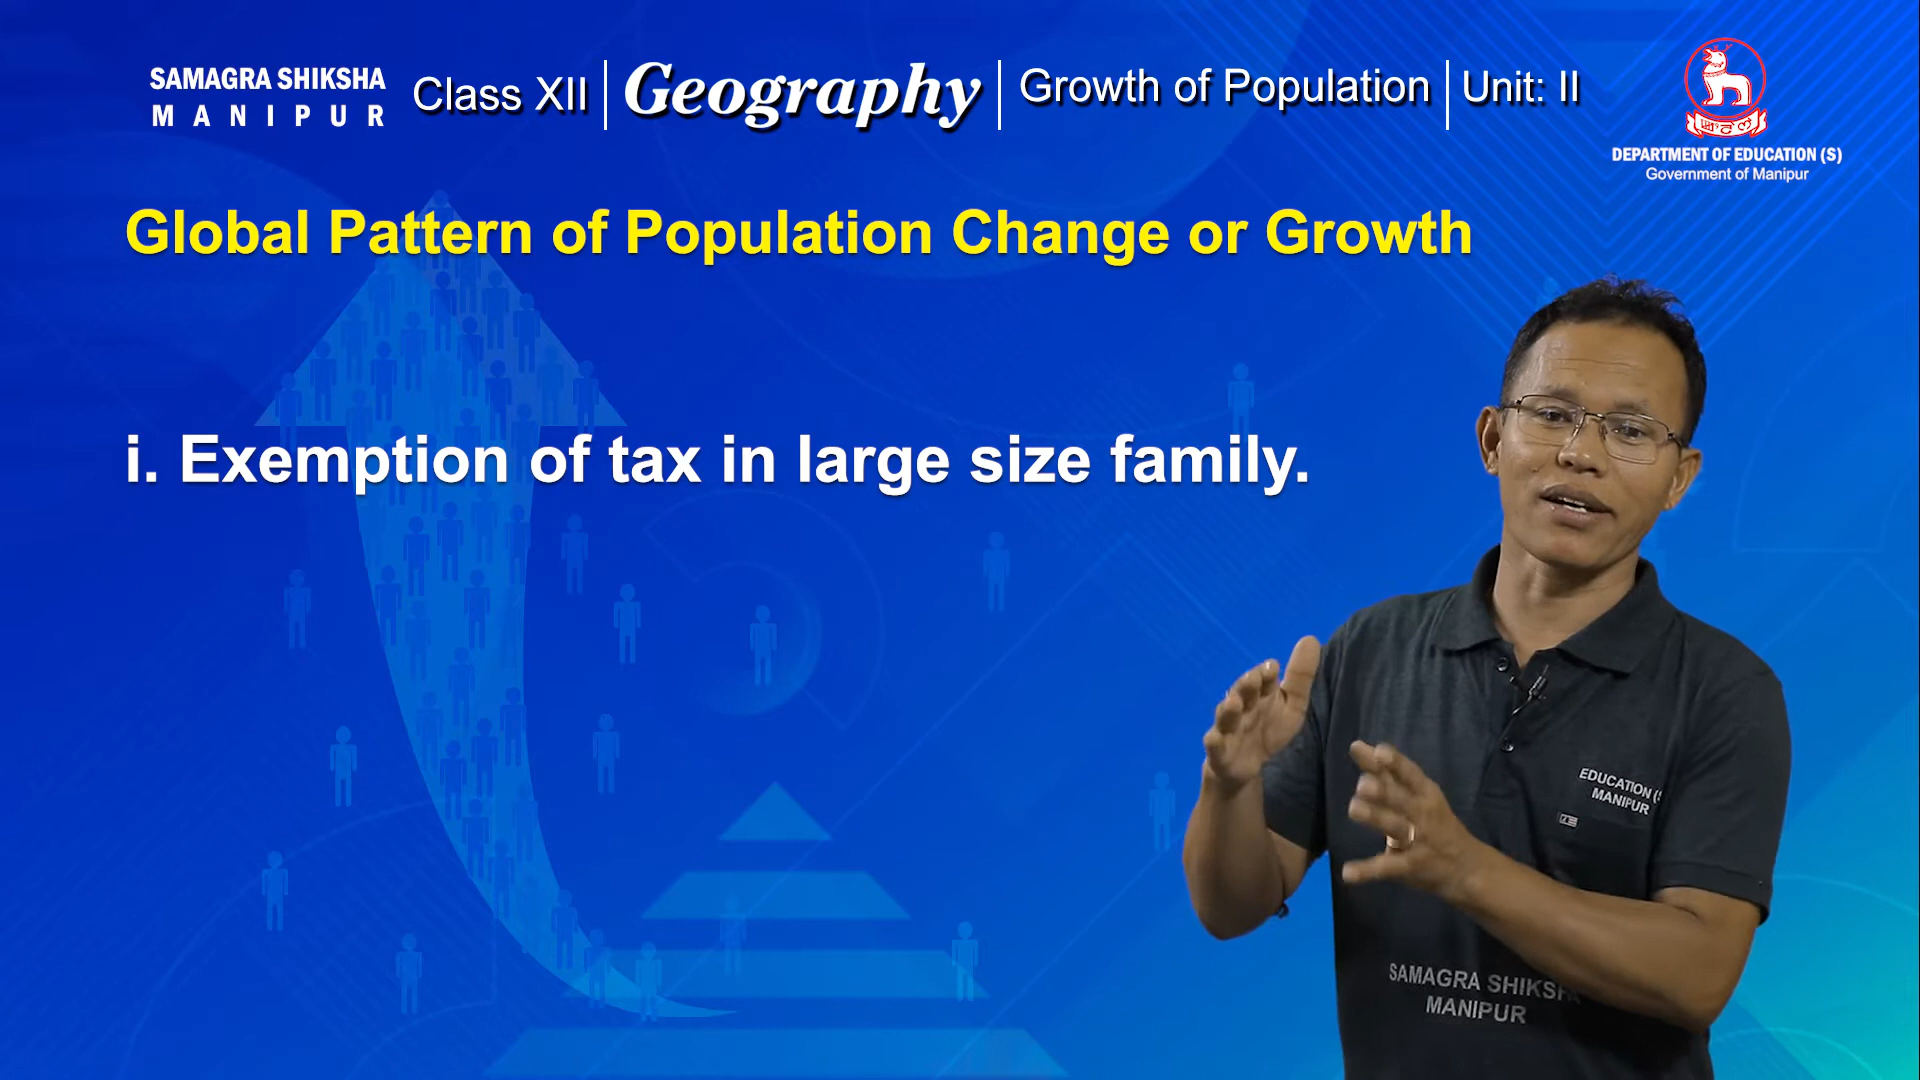 SAMAGRA SHIKSHA
MANIPUR
Class XII
Geography
Growth of Population
Unit: II
DEPARTMENT OF EDUCATION (S)
Government of Manipur
Global Pattern of Population Change or Growth
i. Exemption of tax in large size family.
EDUCATION (S
MANIPUR
SAMAGRA SHIKSHA
MANIPUR